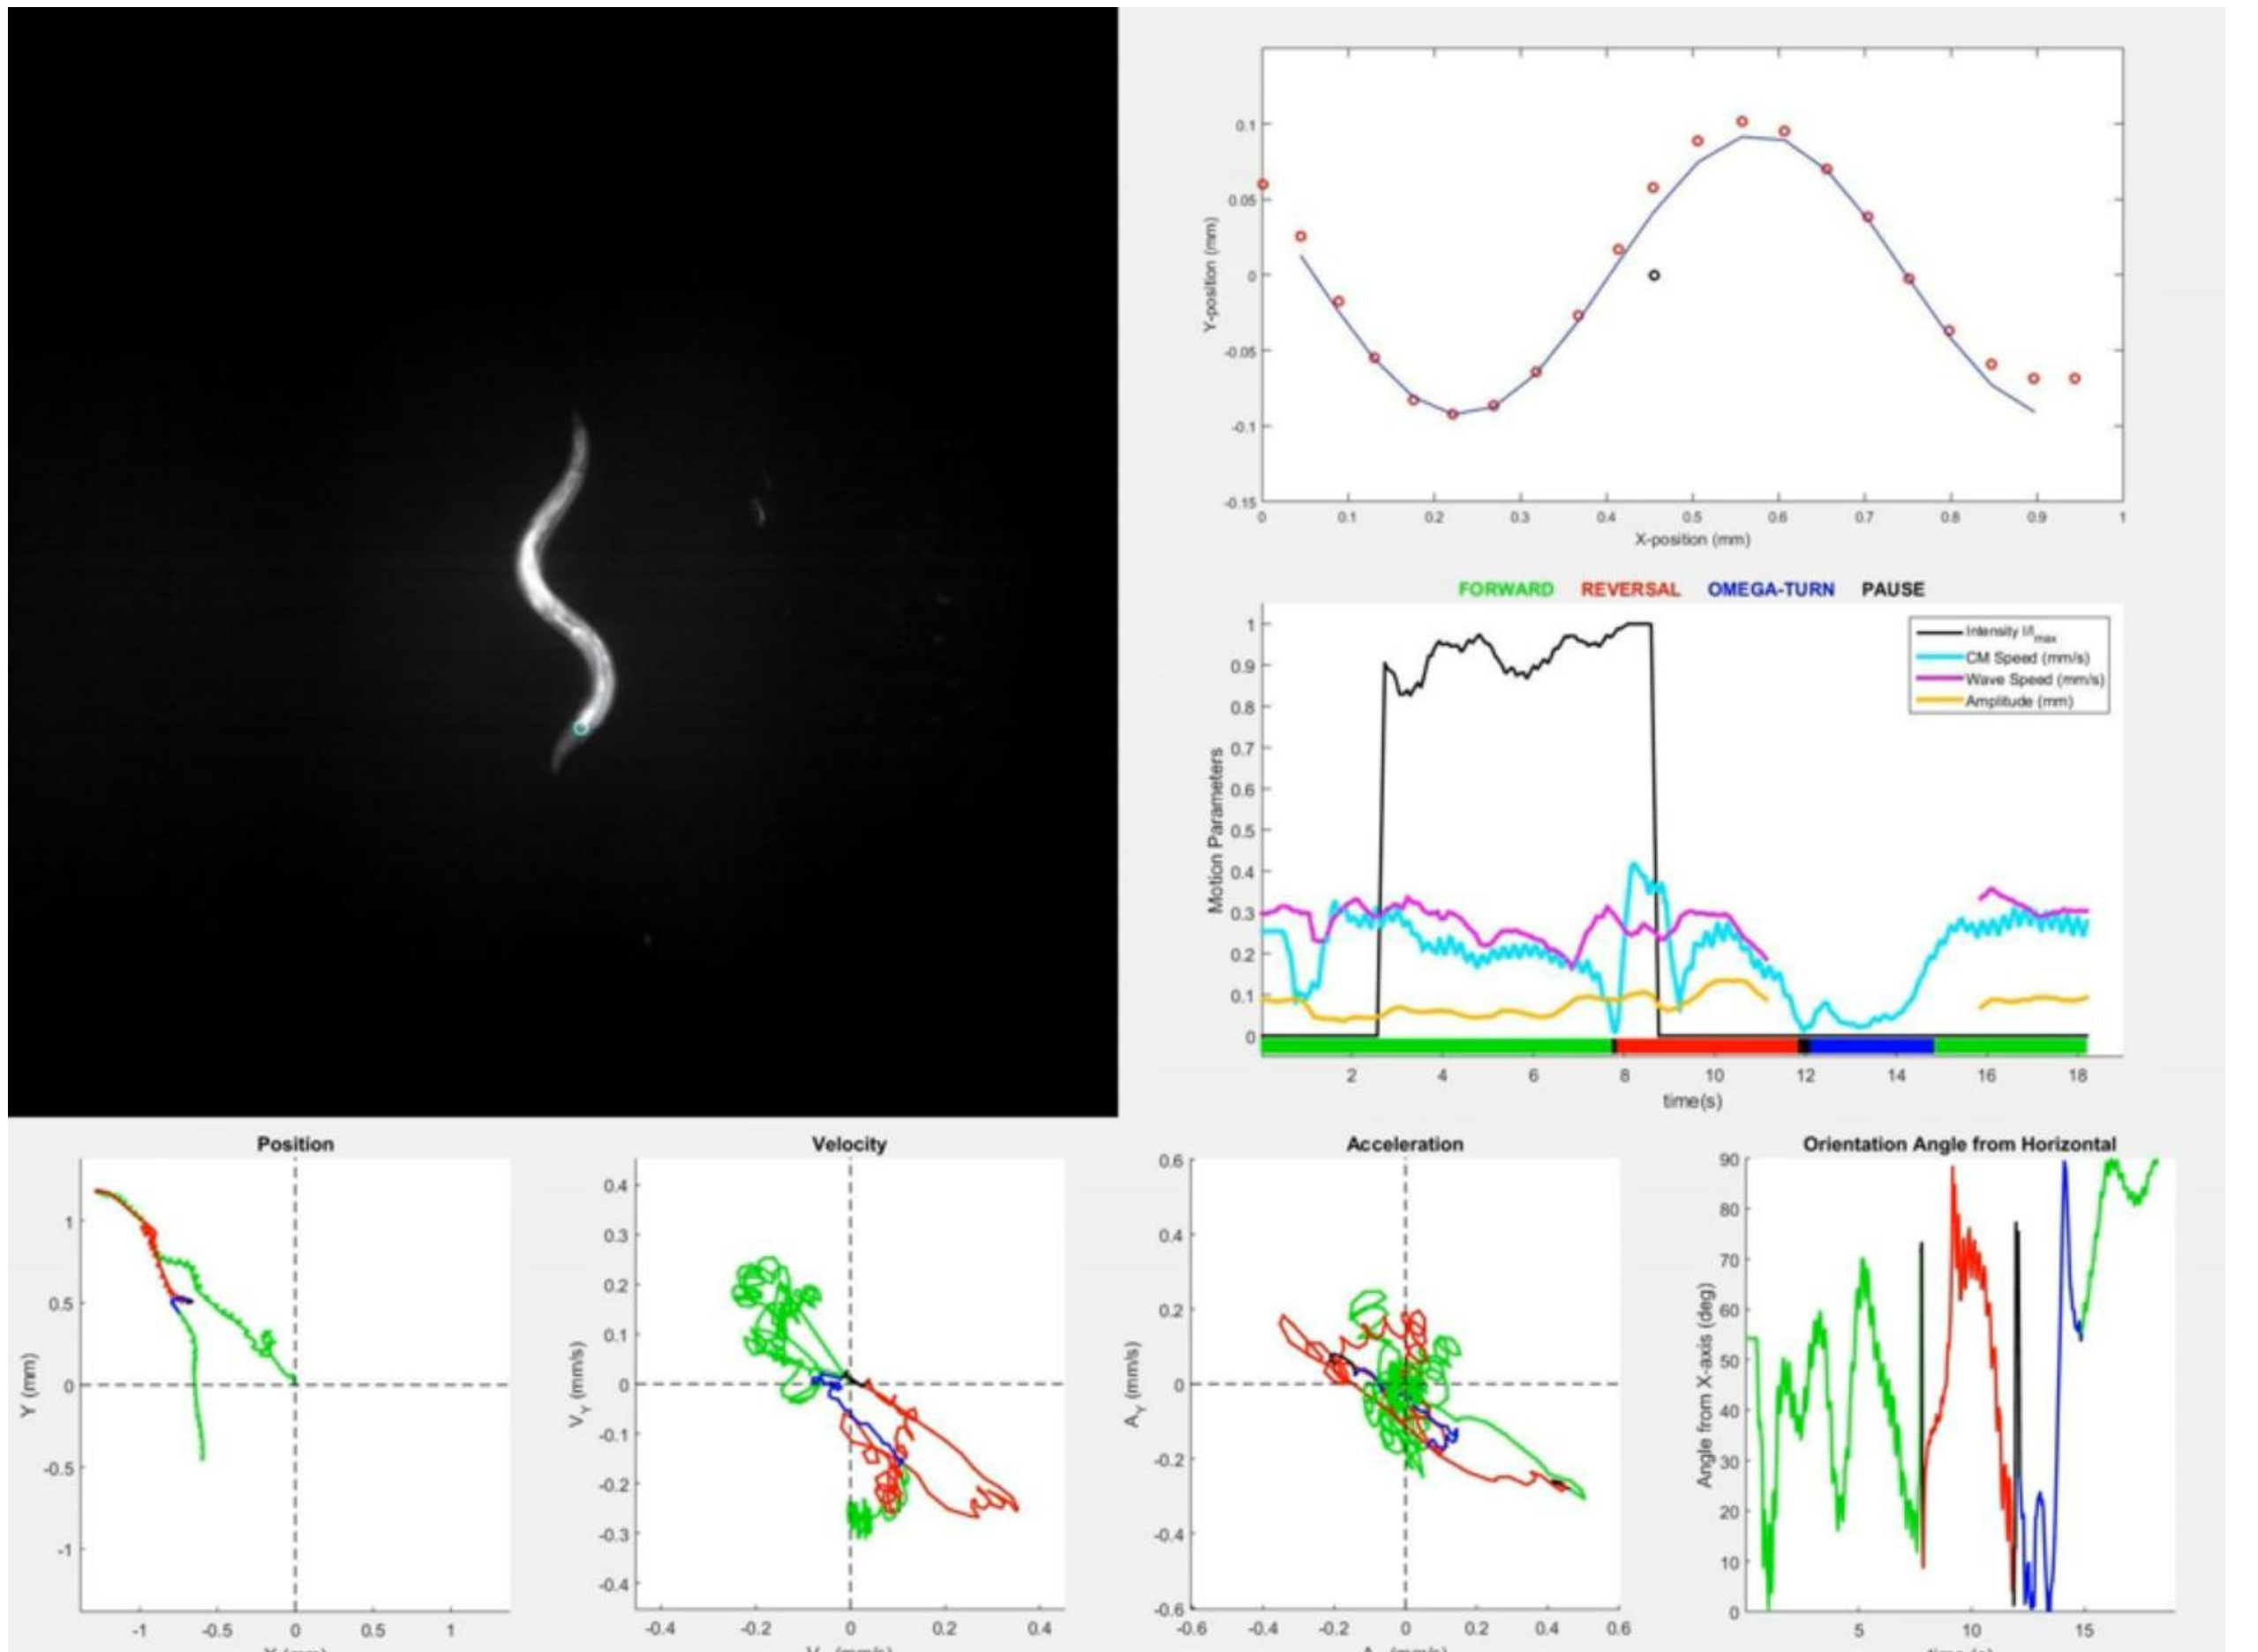 0.1
0.05
0
-0.05
-0.1
-0.15
Y-position (mm)
0 0.1 0.2 0.3 0.4 0.5 0.6 0.7 0.8 0.9 1
X-position (mm)
FORWARD REVERSAL OMEGA-TURN PAUSE
1
0.9
0.8
0.7
0.6
0.5
0.4
0.3
0.2
0.1
0
Motion Parameters
Intensity I/Imax
CM Speed (mm/s)
Wave Speed (mm/s)
Amplitude (mm)
2 4 6 8 10 12 14 16 18
time(s)
Position
1
0.5
0
-0.5
-1
Y (mm)
-1 -0.5 0 0.5 1
Velocity
0.4
0.3
0.2
0.1
0
-0.1
-0.2
-0.3
-0.4
VY (mm/s)
-0.4 -0.2 0 0.2 0.4
Acceleration
0.6
0.4
0.2
0
-0.2
-0.4
-0.6
AY (mm/s)
-0.6 -0.4 -0.2 0 0.2 0.4 0.6
Orientation Angle from Horizontal
90
80
70
60
50
40
30
20
10
0
Angle from X-axis (deg)
5 10 15